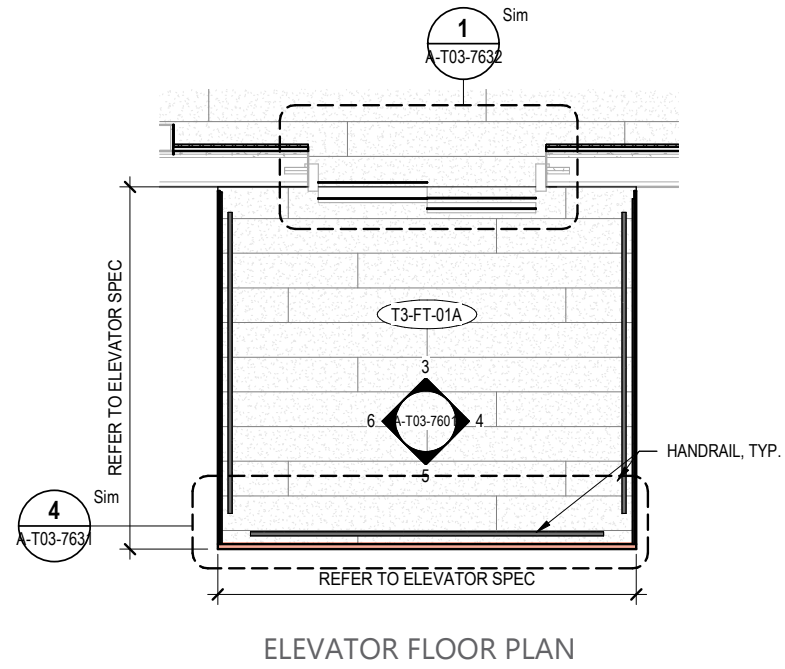 1
Sim
A-T03-7632
REFER TO ELEVATOR SPEC
T3-FT-01A
3
6
A-T03-7601
4
5
HANDRAIL, TYP.
4
Sim
A-T03-7631
REFER TO ELEVATOR SPEC
ELEVATOR FLOOR PLAN